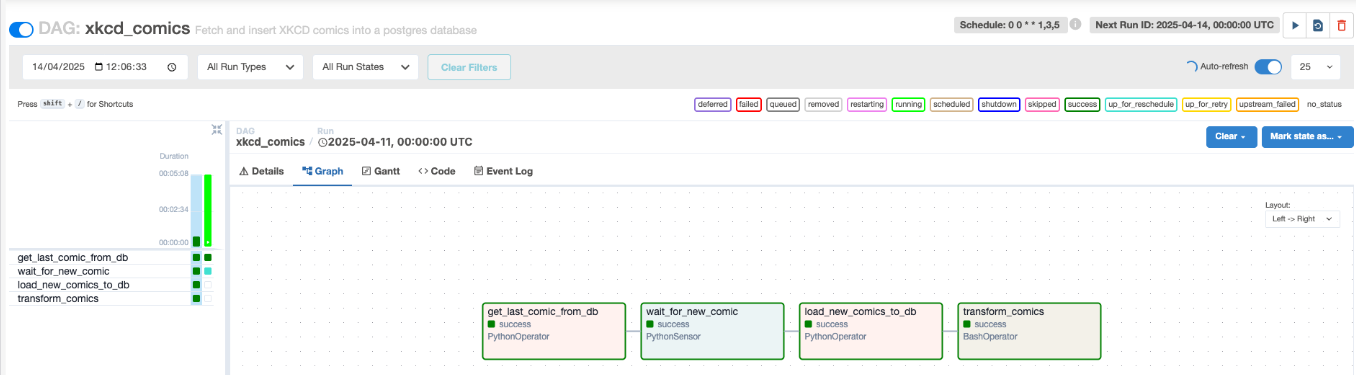 DAG: xkcd_comics Fetch and insert XKCD comics into a postgres database
Schedule: 0 0 * * 1,3,5
Next Run ID: 2025-04-14, 00:00:00 UTC
14/04/2025 12:06:33
All Run Types
All Run States
Clear Filters
Auto-refresh
25
Press shift + / for Shortcuts
deferred failed queued removed restarting running scheduled shutdown skipped success up_for_reschedule up_for_retry upstream_failed no_status
DAG
xkcd_comics
/
Run
2025-04-11, 00:00:00 UTC
Clear
Mark state as...
Details
Graph
Gantt
Code
Event Log
Duration
00:05:08
00:02:34
00:00:00
get_last_comic_from_db
wait_for_new_comic
load_new_comics_to_db
transform_comics
Layout:
Left -> Right
get_last_comic_from_db
success
PythonOperator
wait_for_new_comic
success
PythonSensor
load_new_comics_to_db
success
PythonOperator
transform_comics
success
BashOperator